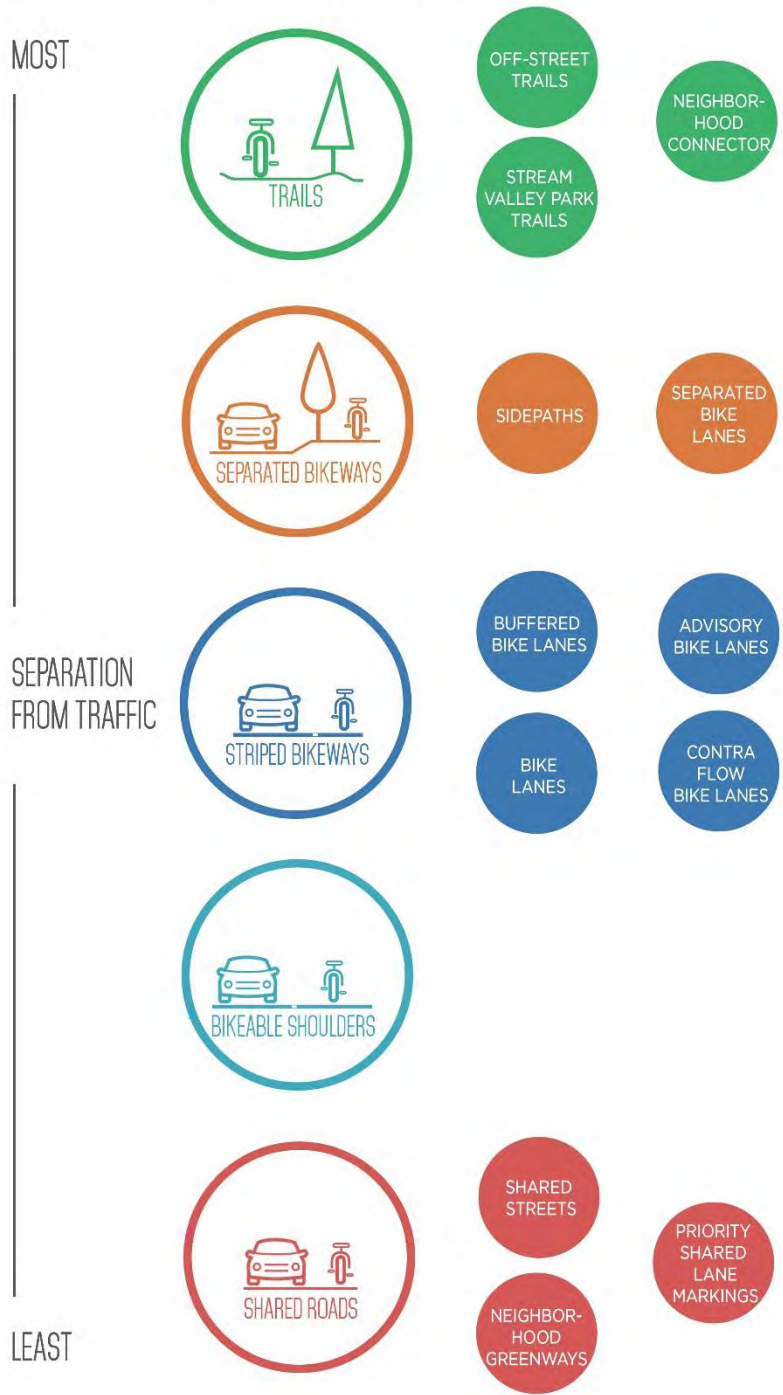 MOST
TRAILS
OFF-STREET
TRAILS
STREAM
VALLEY PARK
TRAILS
NEIGHBOR-
HOOD
CONNECTOR
SEPARATED BIKEWAYS
SIDEPATHS
SEPARATED
BIKE
LANES
SEPARATION
FROM TRAFFIC
STRIPED BIKEWAYS
BUFFERED
BIKE LANES
ADVISORY
BIKE LANES
BIKE
LANES
CONTRA
FLOW
BIKE LANES
BIKEABLE SHOULDERS
SHARED ROADS
SHARED
STREETS
PRIORITY
SHARED
LANE
MARKINGS
NEIGHBOR-
HOOD
GREENWAYS
LEAST